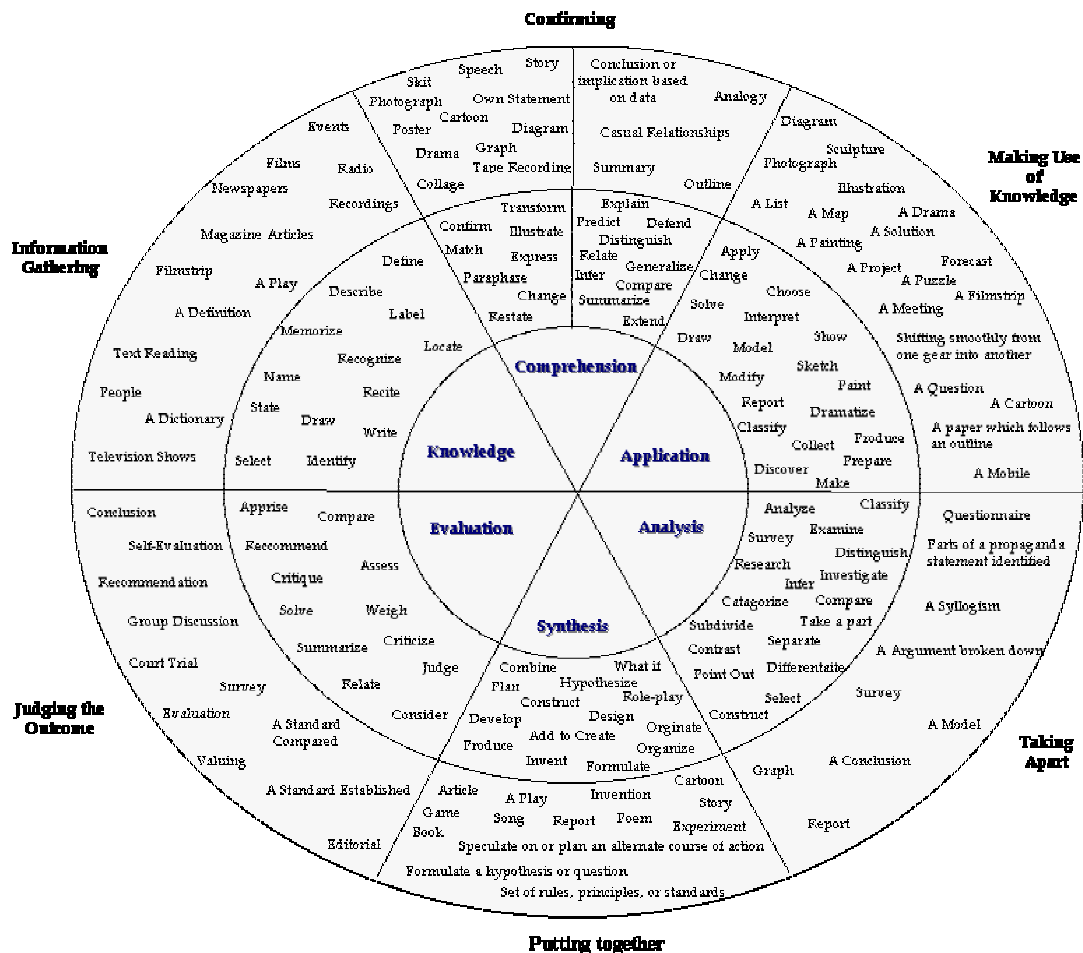 Confirming
Skit
Speech
Story
Photograph
Own Statement
Cartoon
Poster
Diagram
Drama
Graph
Tape Recording
Collage
Conclusion or
implication based
on data
Analogy
Casual Relationships
Summary
Outline
Confirm
Transform
Match
Illustrate
Express
Paraphase
Change
Restate
Explain
Predict
Defend
Distinguish
Relate
Generalize
Infer
Compare
Summarize
Extend
Comprehension
Making Use
of
Knowledge
Diagram
Sculpture
Photograph
Illustration
A List
A Map
A Drama
A Solution
A Painting
Forecast
A Project
A Puzzle
A Filmstrip
A Meeting
Shifting smoothly from
one gear into another
A Question
A Cartoon
A paper which follows
an outline
A Mobile
Apply
Change
Choose
Solve
Interpret
Draw
Show
Model
Sketch
Modify
Paint
Report
Dramatize
Classify
Collect
Produce
Prepare
Discover
Make
Application
Taking
Apart
Questionnaire
Parts of a propaganda
statement identified
A Syllogism
A Argument broken down
Survey
A Model
A Conclusion
Graph
Report
Analyze
Classify
Examine
Survey
Distinguish
Research
Investigate
Infer
Catagorize
Compare
Take a part
Subdivide
Separate
Contrast
Point Out
Differentaite
Select
Construct
Analysis
Synthesis
Combine
What if
Plan
Hypothesize
Construct
Role-play
Develop
Design
Orginate
Add to Create
Produce
Organize
Invent
Formulate
Article
A Play
Invention
Cartoon
Game
Story
Song
Report
Poem
Book
Experiment
Speculate on or plan an alternate course of action
Formulate a hypothesis or question
Set of rules, principles, or standards
Putting together
Judging the
Outcome
Conclusion
Self-Evaluation
Recommendation
Group Discussion
Court Trial
Survey
Evaluation
A Standard
Compared
Valuing
A Standard Established
Editorial
Apprise
Compare
Reccommend
Assess
Critique
Solve
Weigh
Summarize
Criticize
Judge
Relate
Consider
Evaluation
Information
Gathering
Events
Films
Radio
Newspapers
Recordings
Magazine Articles
Filmstrip
A Play
A Definition
Text Reading
People
A Dictionary
Television Shows
Define
Describe
Label
Memorize
Locate
Recognize
Name
Recite
State
Draw
Write
Select
Identify
Knowledge